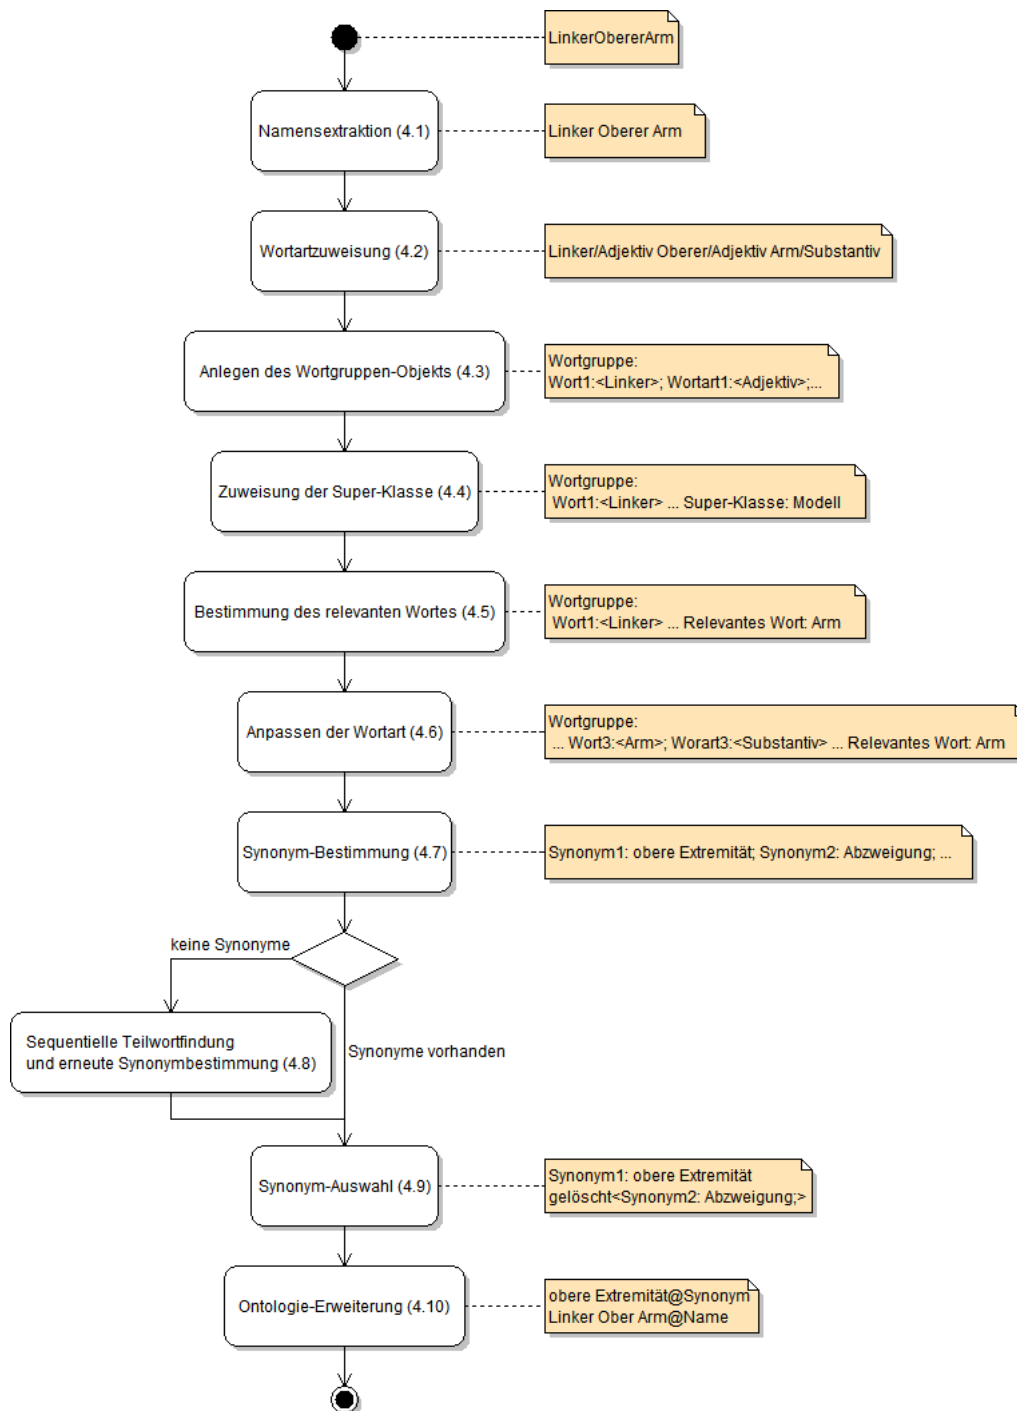 LinkerObererArm
Namensextraktion (4.1)
Linker Oberer Arm
Wortartzuweisung (4.2)
Linker/Adjektiv Oberer/Adjektiv Arm/Substantiv
Anlegen des Wortgruppen-Objekts (4.3)
Wortgruppe:
Wort1:<Linker>; Wortart1:<Adjektiv>;...
Zuweisung der Super-Klasse (4.4)
Wortgruppe:
Wort1:<Linker> ... Super-Klasse: Modell
Bestimmung des relevanten Wortes (4.5)
Wortgruppe:
Wort1:<Linker> ... Relevantes Wort: Arm
Anpassen der Wortart (4.6)
Wortgruppe:
... Wort3:<Arm>; Worart3:<Substantiv> ... Relevantes Wort: Arm
Synonym-Bestimmung (4.7)
Synonym1: obere Extremität; Synonym2: Abzweigung; ...
keine Synonyme
Sequentielle Teilwortfindung
und erneute Synonymbestimmung (4.8)
Synonyme vorhanden
Synonym-Auswahl (4.9)
Synonym1: obere Extremität
gelöscht<Synonym2: Abzweigung;>
Ontologie-Erweiterung (4.10)
obere Extremität@Synonym
Linker Ober Arm@Name